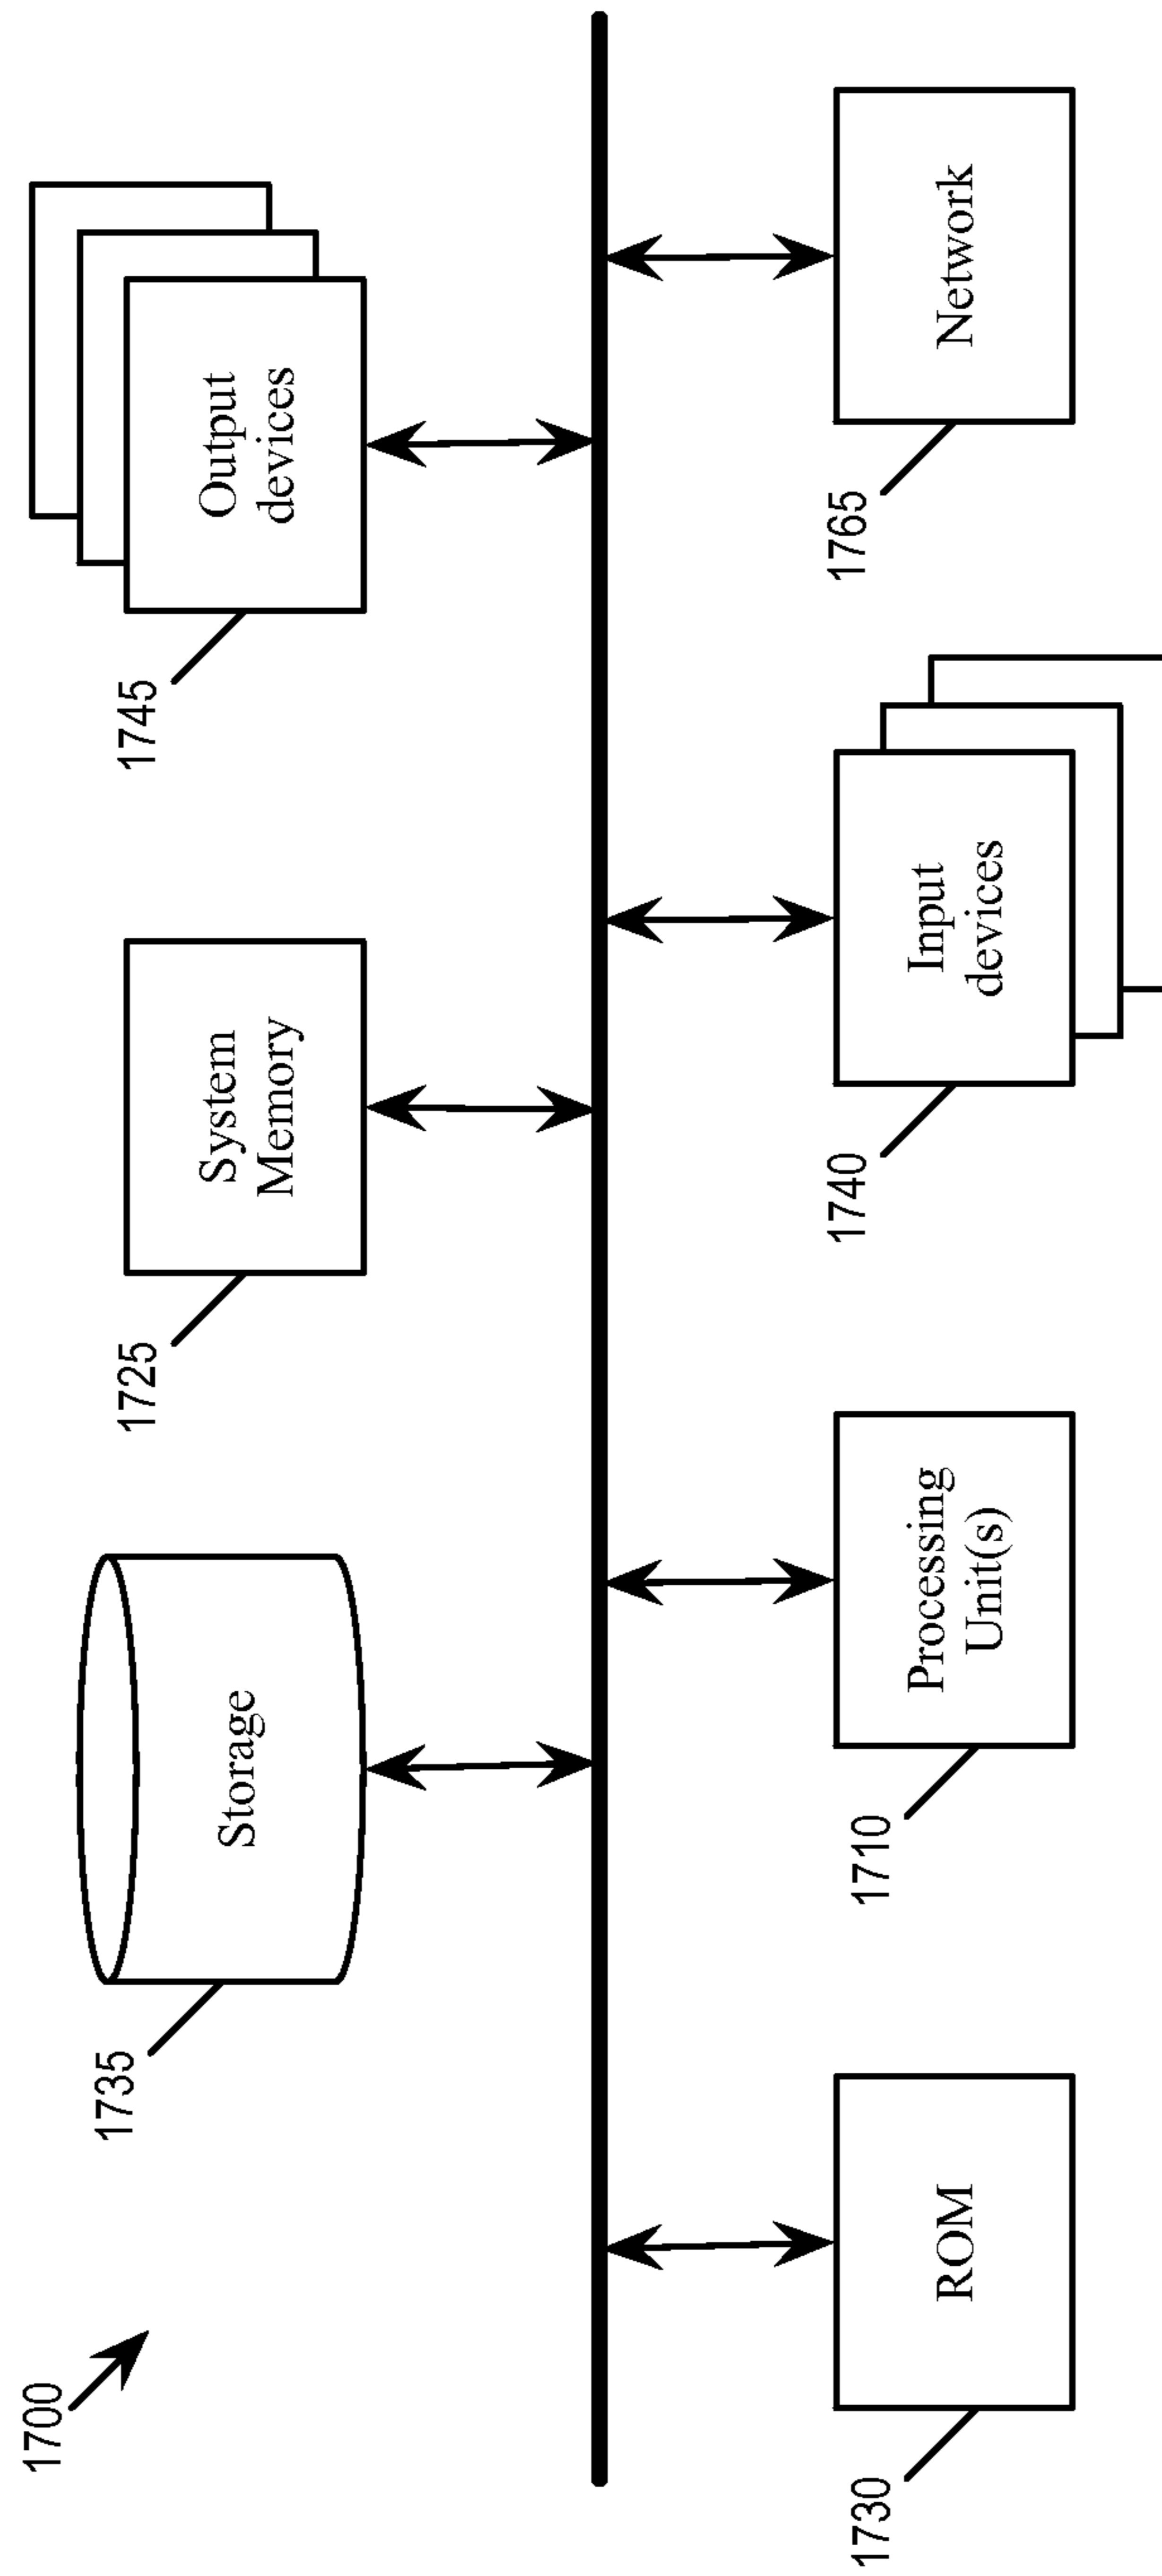 1700
1735
Storage
1725
System
Memory
1745
Output
devices
1730
ROM
1710
Processing
Unit(s)
1740
Input
devices
1765
Network